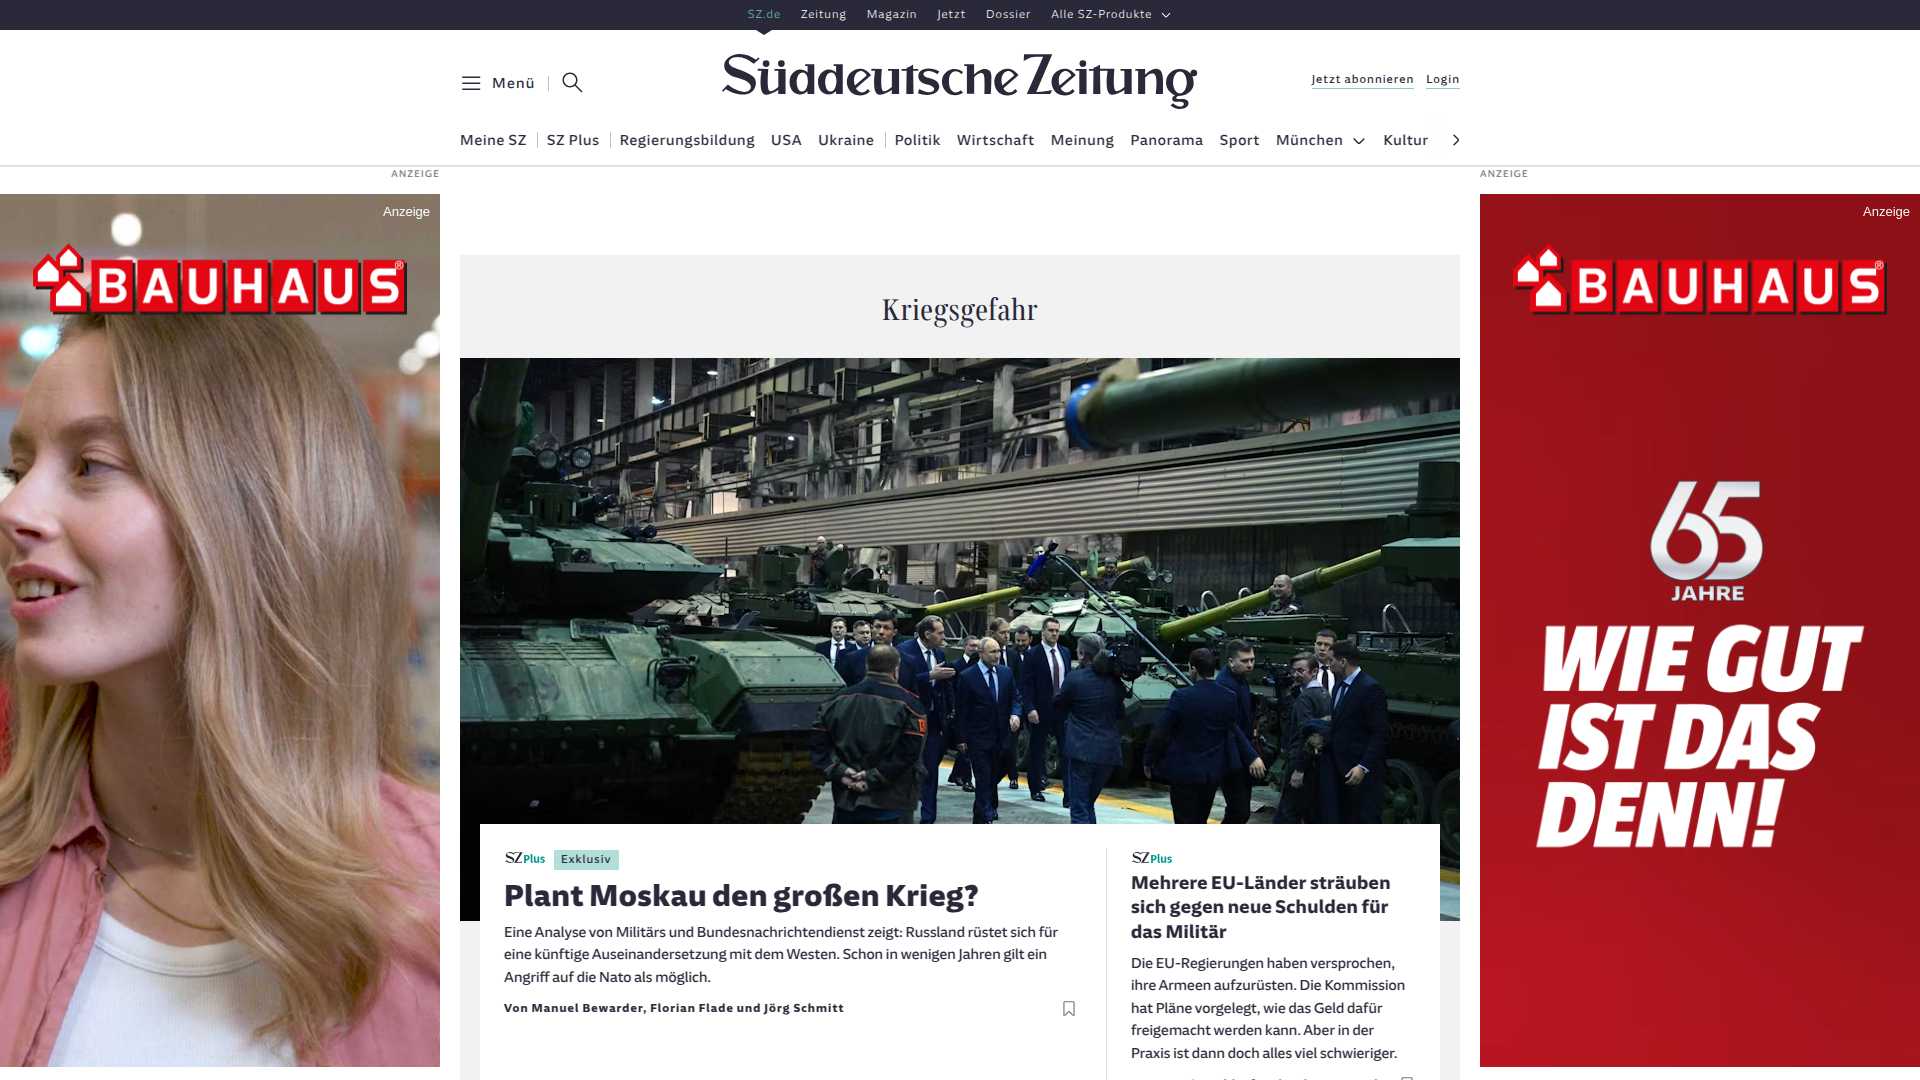 SZ.de Zeitung Magazin Jetzt Dossier Alle SZ-Produkte
Menü
Süddeutsche Zeitung
Jetzt abonnieren Login
Meine SZ SZ Plus Regierungsbildung USA Ukraine Politik Wirtschaft Meinung Panorama Sport München Kultur
ANZEIGE
Anzeige
BAUHAUS®
Kriegsgefahr
SZ Plus Exklusiv
Plant Moskau den großen Krieg?
Eine Analyse von Militärs und Bundesnachrichtendienst zeigt: Russland rüstet sich für
eine künftige Auseinandersetzung mit dem Westen. Schon in wenigen Jahren gilt ein
Angriff auf die Nato als möglich.
Von Manuel Bewarder, Florian Flade und Jörg Schmitt
SZ Plus
Mehrere EU-Länder sträuben
sich gegen neue Schulden für
das Militär
Die EU-Regierungen haben versprochen,
ihre Armeen aufzurüsten. Die Kommission
hat Pläne vorgelegt, wie das Geld dafür
freigemacht werden kann. Aber in der
Praxis ist dann doch alles viel schwieriger.
ANZEIGE
Anzeige
BAUHAUS®
65
JAHRE
WIE GUT
IST DAS
DENN!